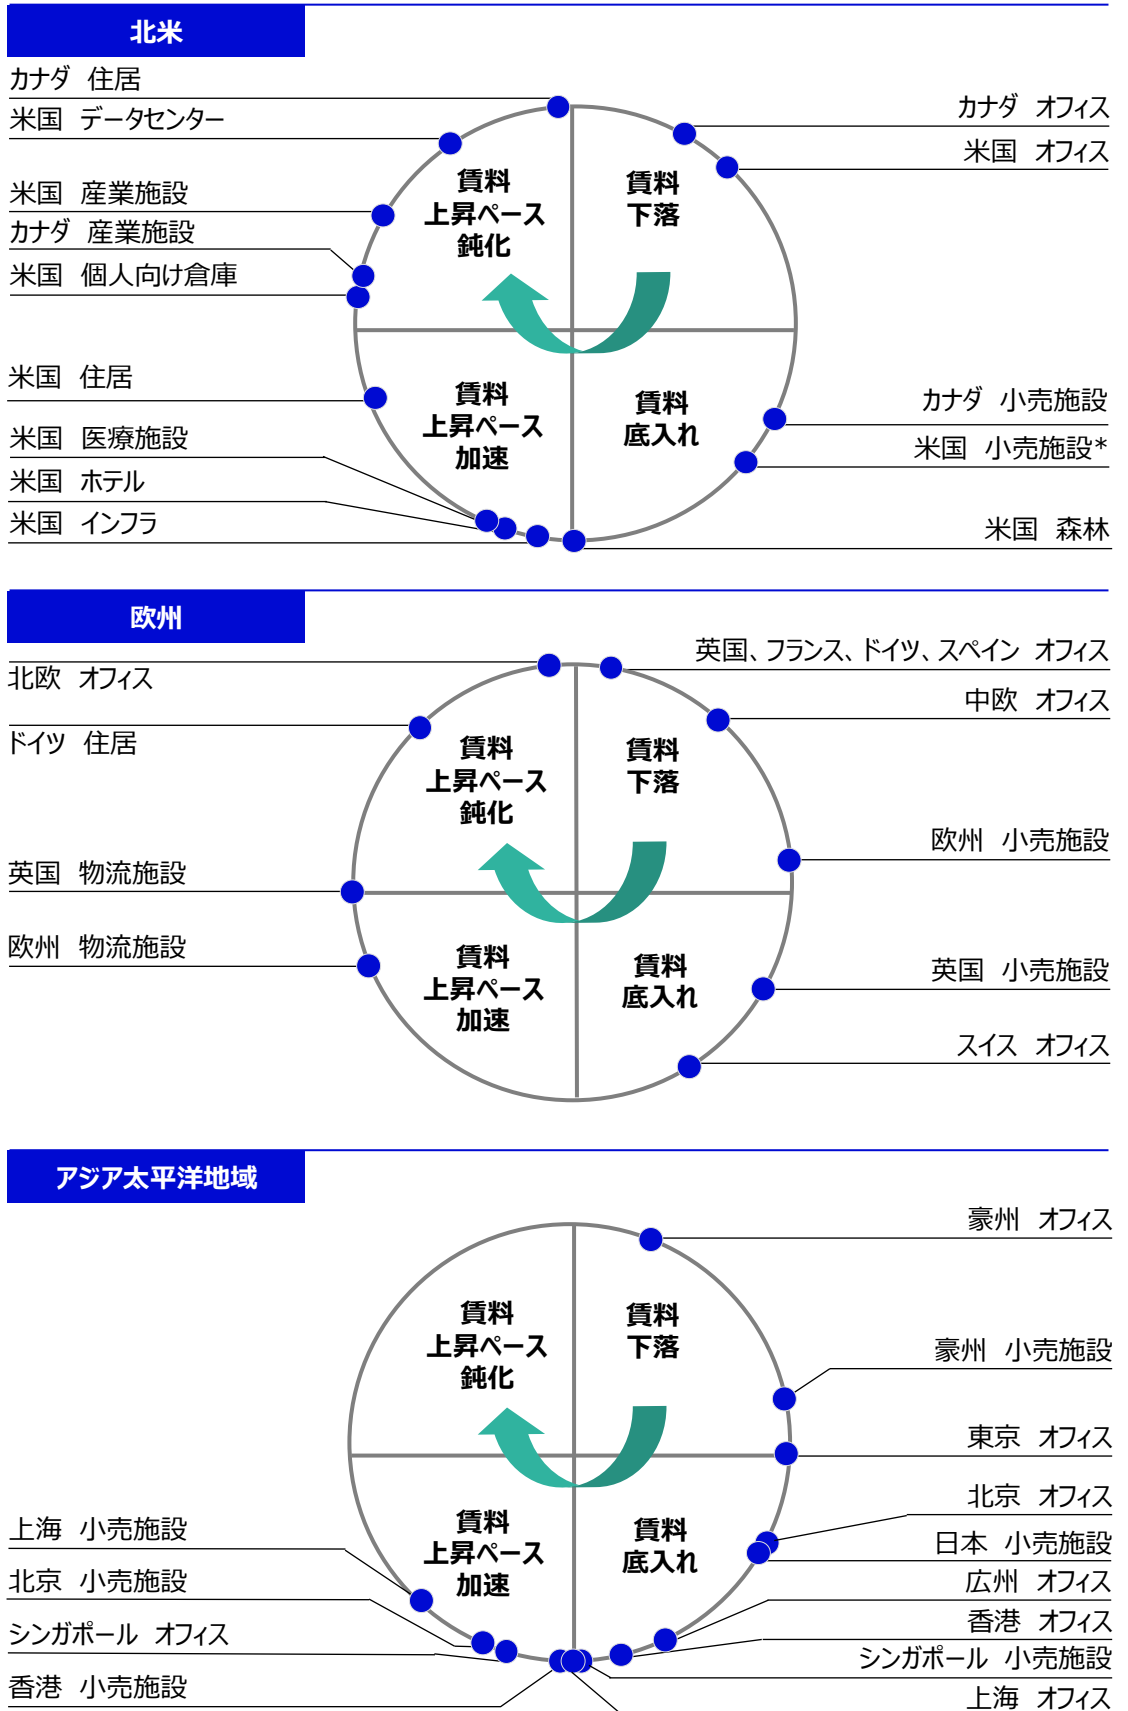 北米
カナダ 住居
米国 データセンター
米国 産業施設
カナダ 産業施設
米国 個人向け倉庫
米国 住居
米国 医療施設
米国 ホテル
米国 インフラ
賃料
上昇ペース
鈍化
賃料
下落
賃料
上昇ペース
加速
賃料
底入れ
カナダ オフィス
米国 オフィス
カナダ 小売施設
米国 小売施設*
米国 森林
欧州
北欧 オフィス
ドイツ 住居
英国 物流施設
欧州 物流施設
賃料
上昇ペース
鈍化
賃料
下落
賃料
上昇ペース
加速
賃料
底入れ
英国、フランス、ドイツ、スペイン オフィス
中欧 オフィス
欧州 小売施設
英国 小売施設
スイス オフィス
アジア太平洋地域
賃料
上昇ペース
鈍化
賃料
下落
賃料
上昇ペース
加速
賃料
底入れ
上海 小売施設
北京 小売施設
シンガポール オフィス
香港 小売施設
豪州 オフィス
豪州 小売施設
東京 オフィス
北京 オフィス
日本 小売施設
広州 オフィス
香港 オフィス
シンガポール 小売施設
上海 オフィス